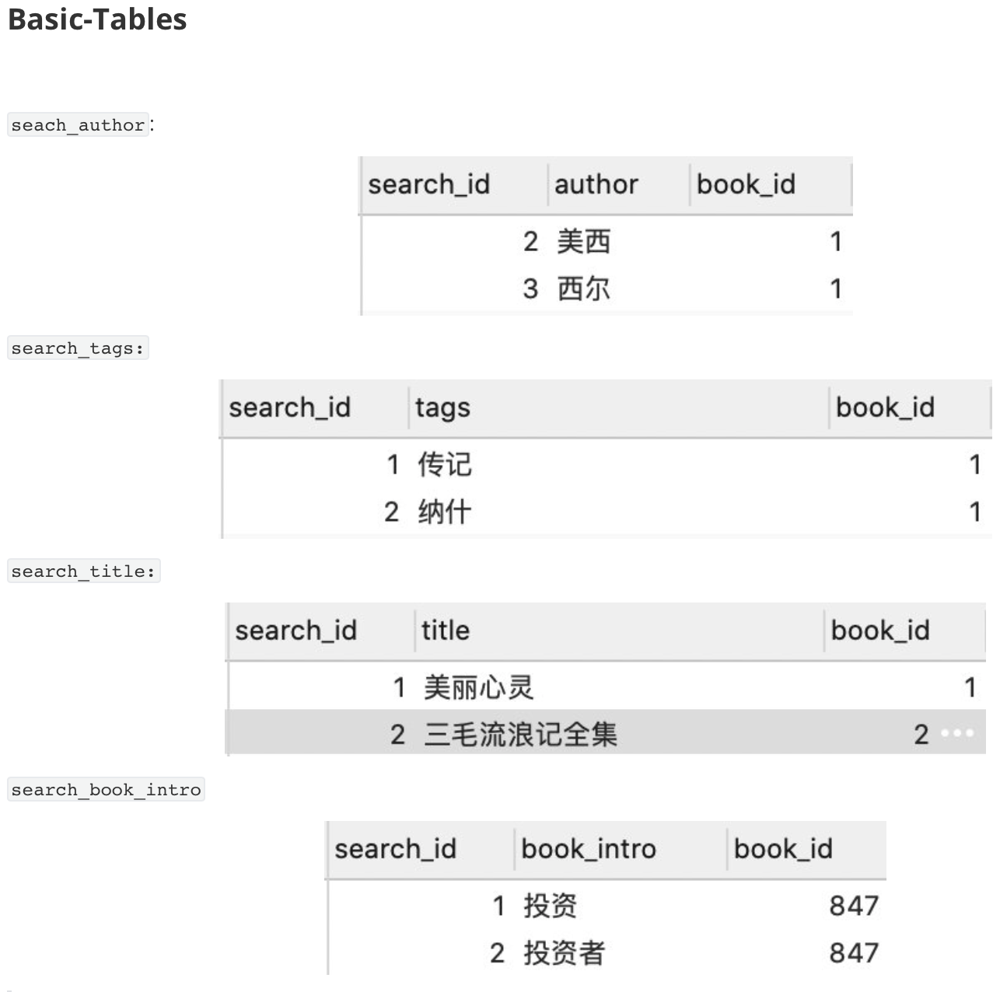 Basic-Tables
seach_author:
search_id author book_id
2 美西 1
3 西尔 1
search_tags:
search_id tags book_id
1 传记 1
2 纳什 1
search_title:
search_id title book_id
1 美丽心灵 1
2 三毛流浪记全集 2 •••
search_book_intro
search_id book_intro book_id
1 投资 847
2 投资者 847